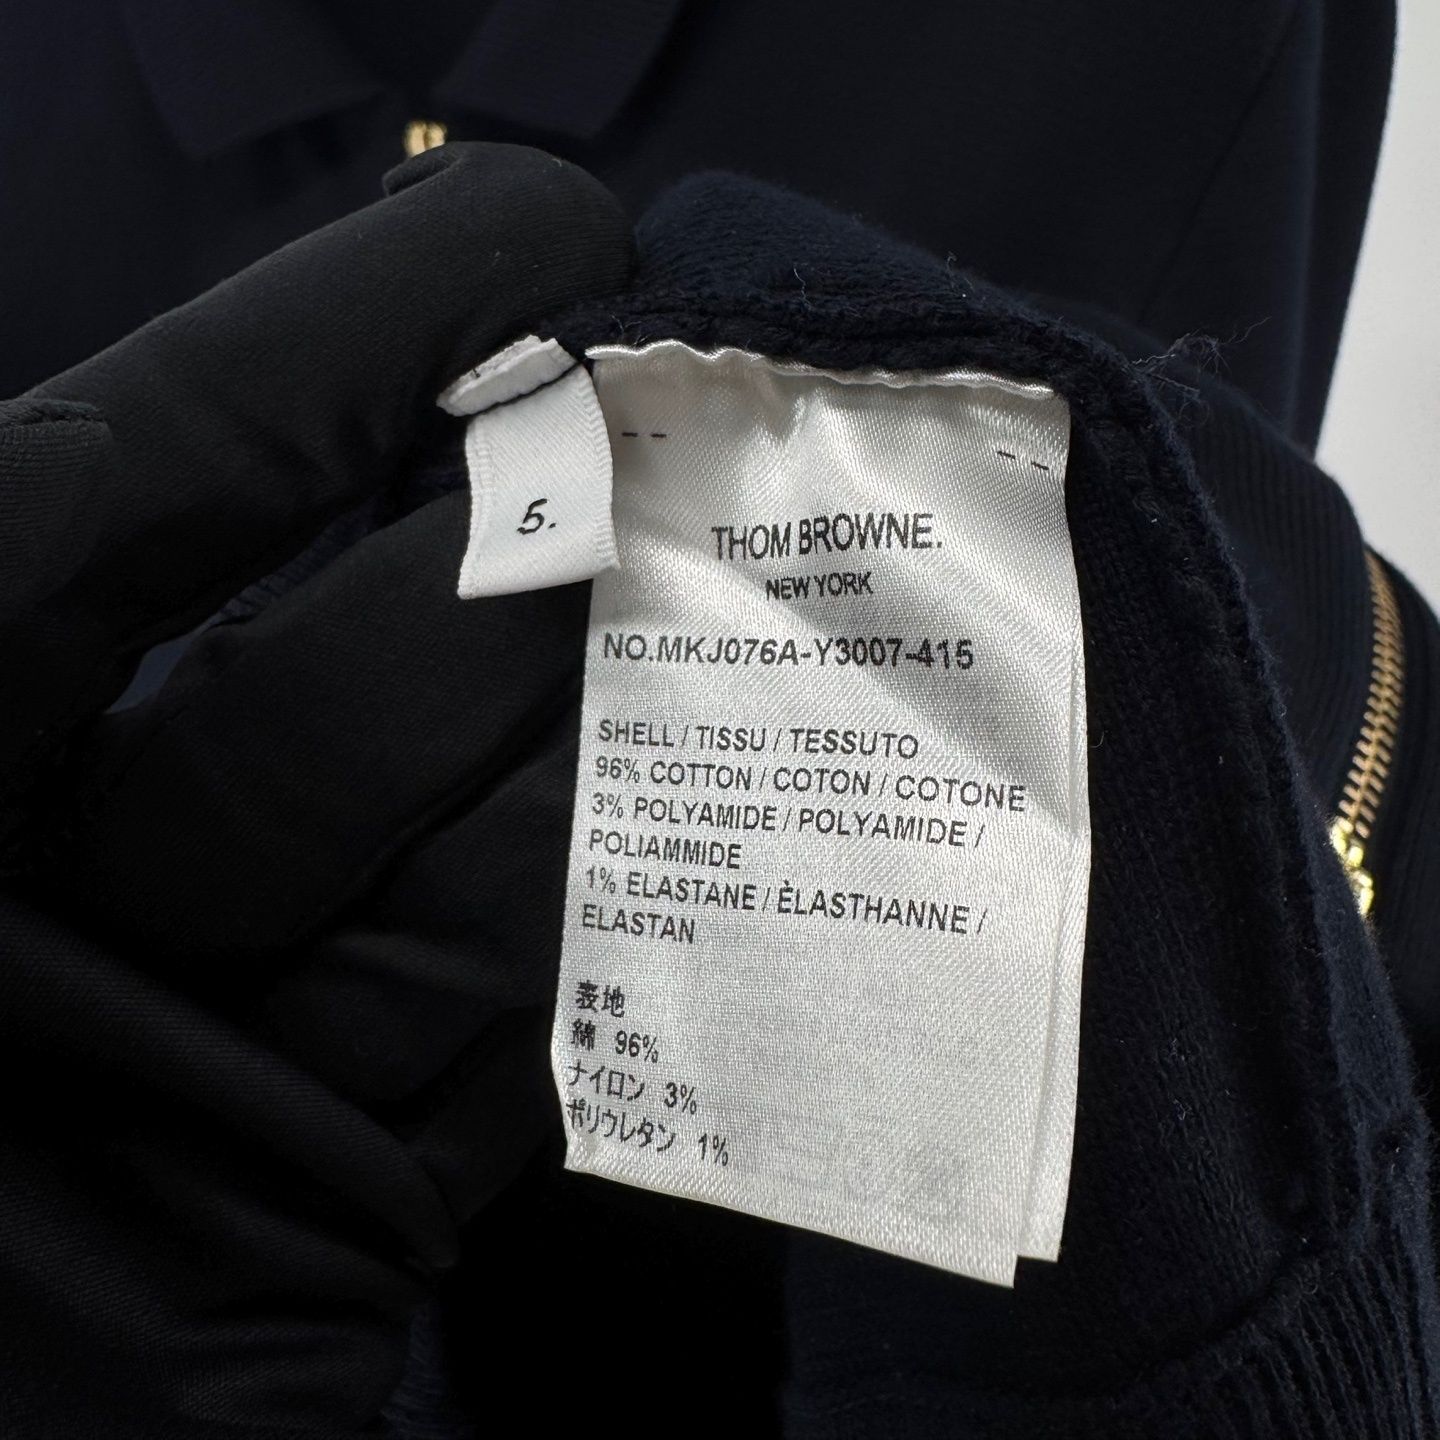 5.
THOM BROWNE.
NEW YORK
NO.MKJ076A-Y3007-415
SHELL / TISSU / TESSUTO
96% COTTON / COTON / COTONE
3% POLYAMIDE / POLYAMIDE /
POLIAMMIDE
1% ELASTANE / ÈLASTHANNE /
ELASTAN
表地
綿 96%
ナイロン 3%
ポリウレタン 1%